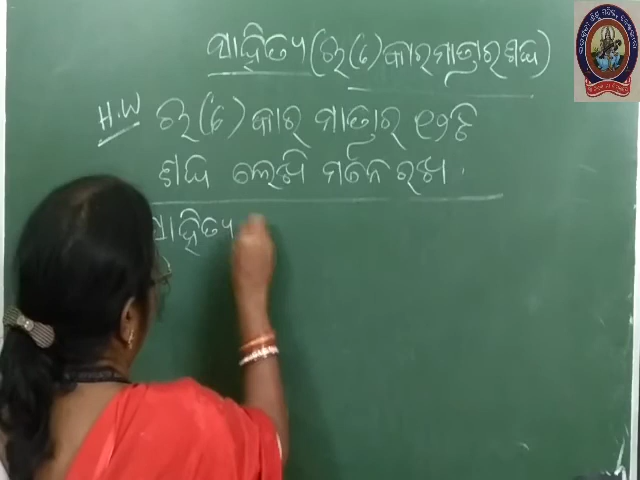 ସାହିତ୍ୟ (ଐ(ୈ)କାର ମାତ୍ରାର ଶବ୍ଦ)
H.W ଐ(ୈ)କାର ମାତ୍ରାର ୧୨ଟି
ଶବ୍ଦ ଲେଖି ମନେ ରଖ ।
ସାହିତ୍ୟ